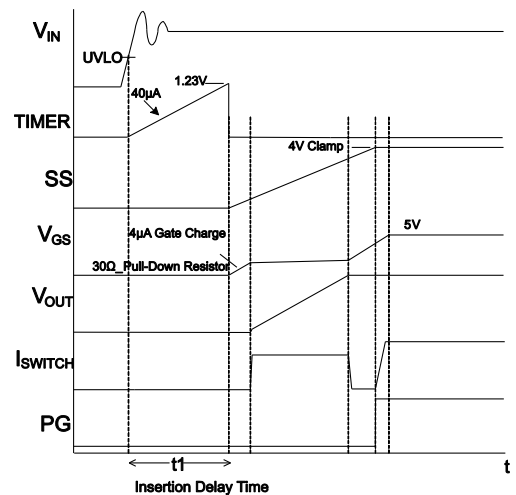 VIN
UVLO
1.23V
40µA
TIMER
4V Clamp
SS
5V
VGS
4µA Gate Charge
30Ω_Pull-Down Resistor
VOUT
ISWITCH
PG
t1
t
Insertion Delay Time